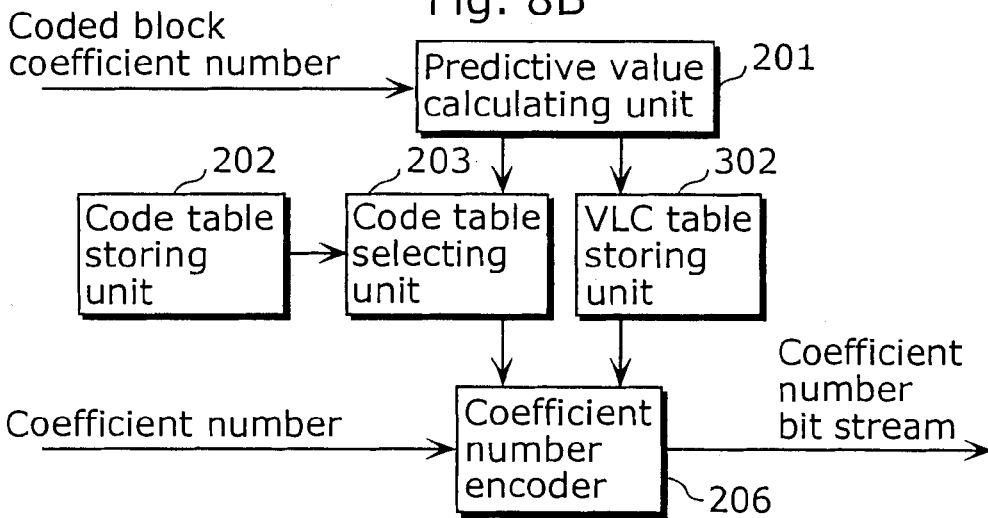 Fig. 8B
Coded block
coefficient number
Predictive value
calculating unit
201
202
203
302
Code table
storing
unit
Code table
selecting
unit
VLC table
storing
unit
Coefficient number
Coefficient
number
encoder
206
Coefficient
number
bit stream